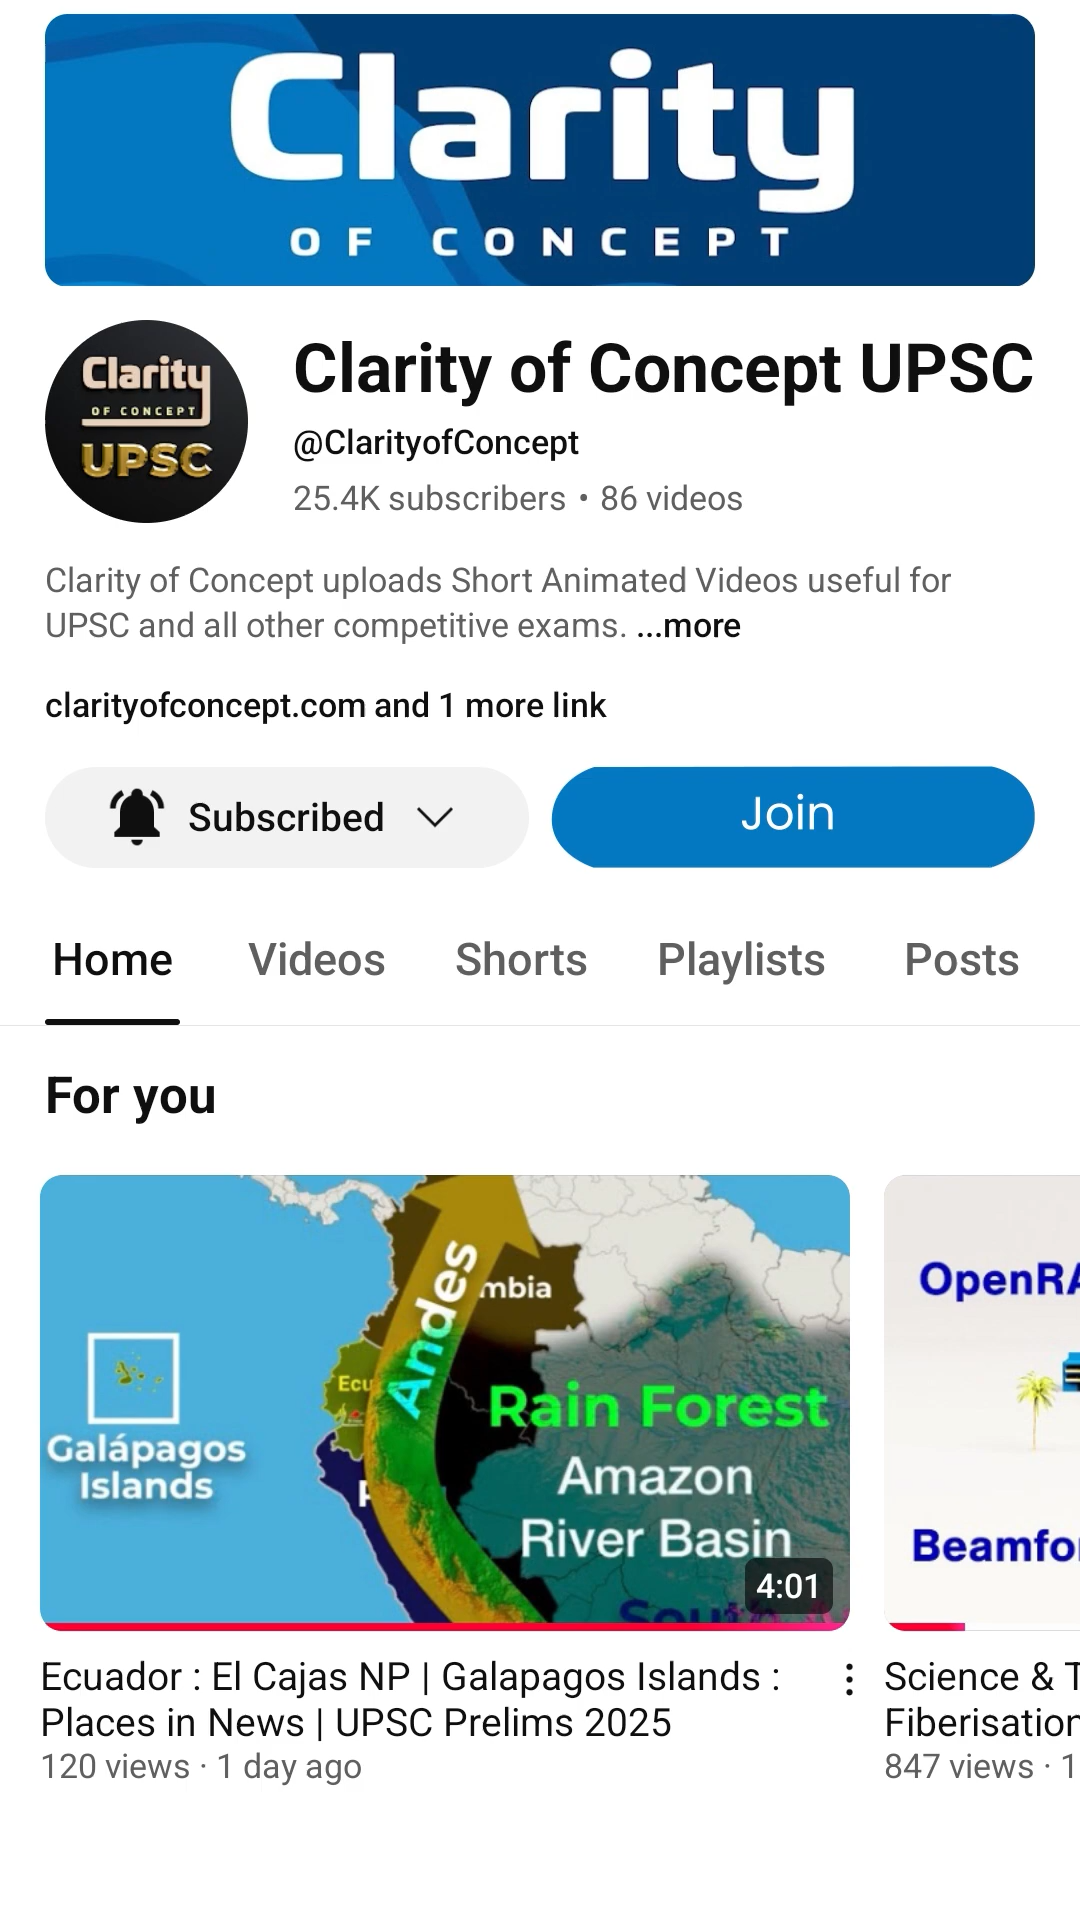 Clarity
OF CONCEPT
Clarity
OF CONCEPT
UPSC
Clarity of Concept UPSC
@ClarityofConcept
25.4K subscribers • 86 videos
Clarity of Concept uploads Short Animated Videos useful for
UPSC and all other competitive exams. ...more
clarityofconcept.com and 1 more link
Subscribed
Join
Home Videos Shorts Playlists Posts
For you
Andes
mbia
Ecu
Galápagos
Islands
Rain Forest
Amazon
River Basin
4:01
OpenRA
Beamfo
Ecuador : El Cajas NP | Galapagos Islands :
Places in News | UPSC Prelims 2025
120 views · 1 day ago
Science & T
Fiberisation
847 views · 1